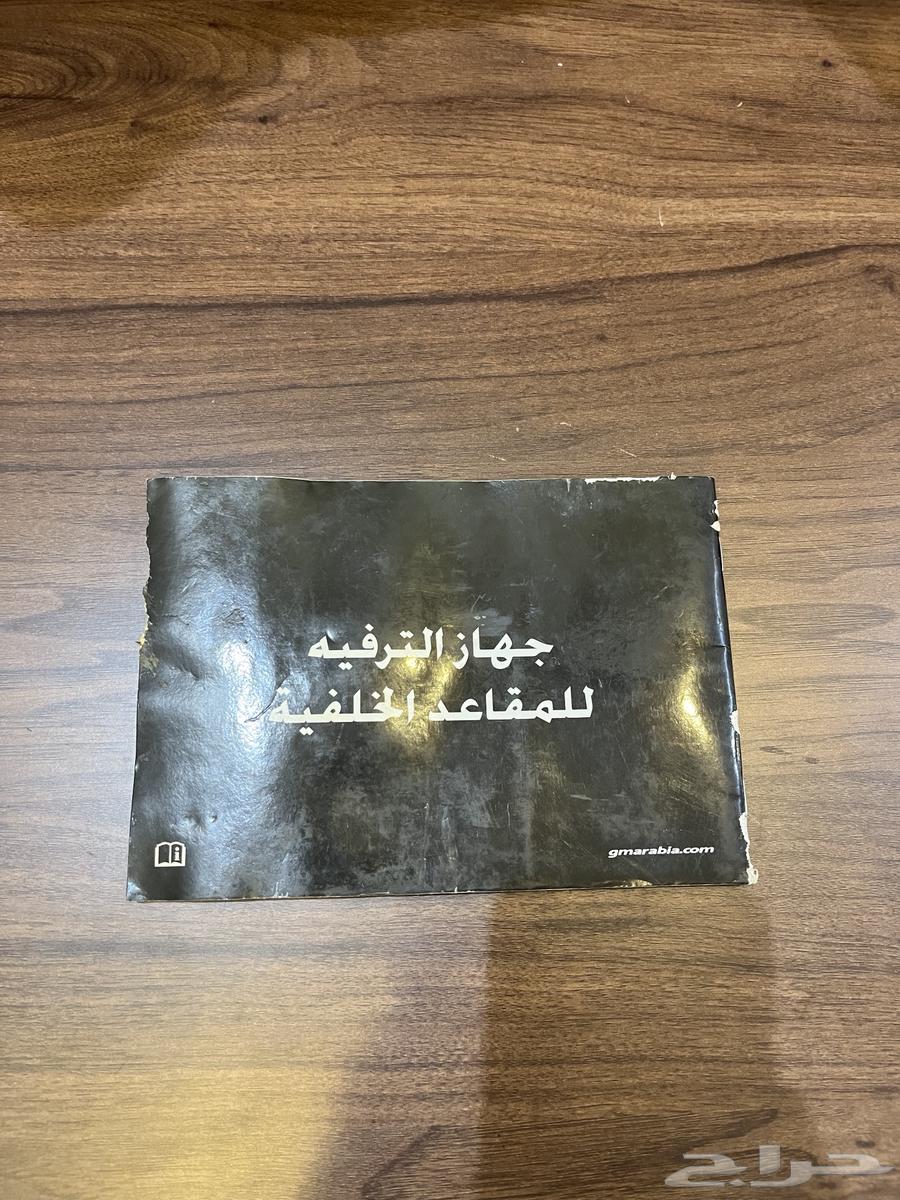 جهاز الترفيه
للمقاعد الخلفية
gmarabia.com
حراج